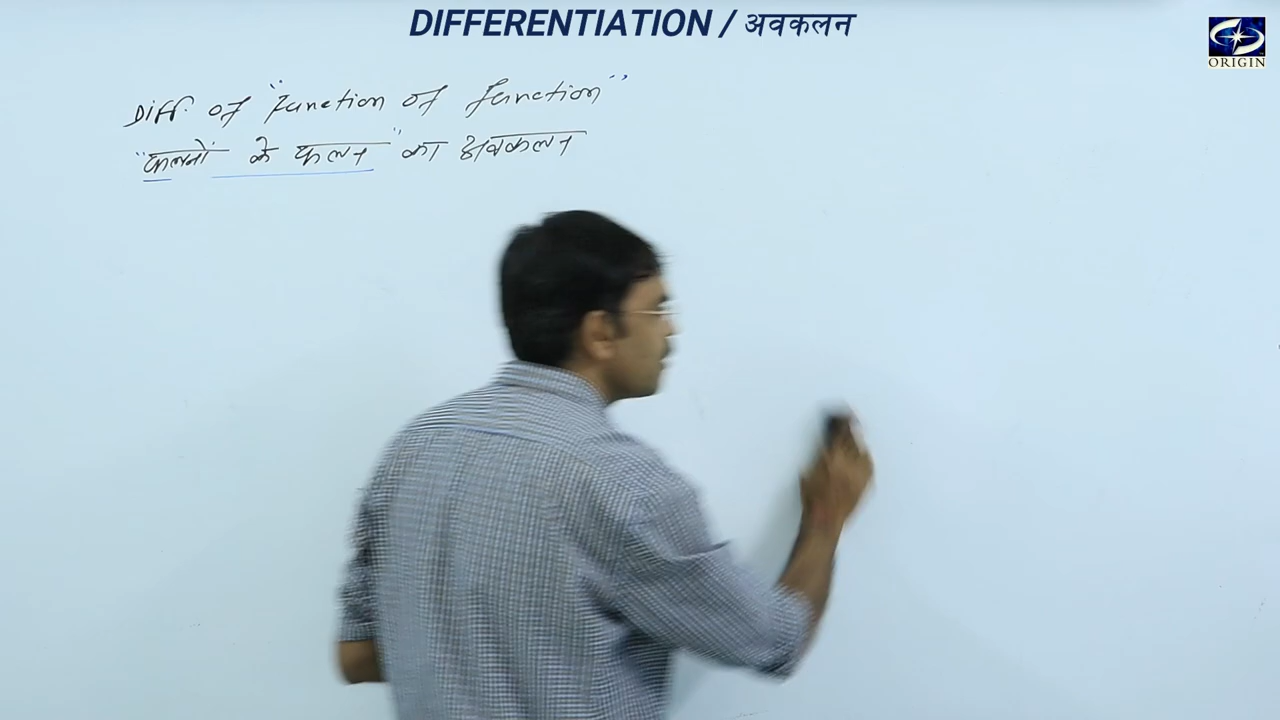 DIFFERENTIATION / अवकलन
ORIGIN
Diff. of "function of function"
"फलनों के फलन" का अवकलन